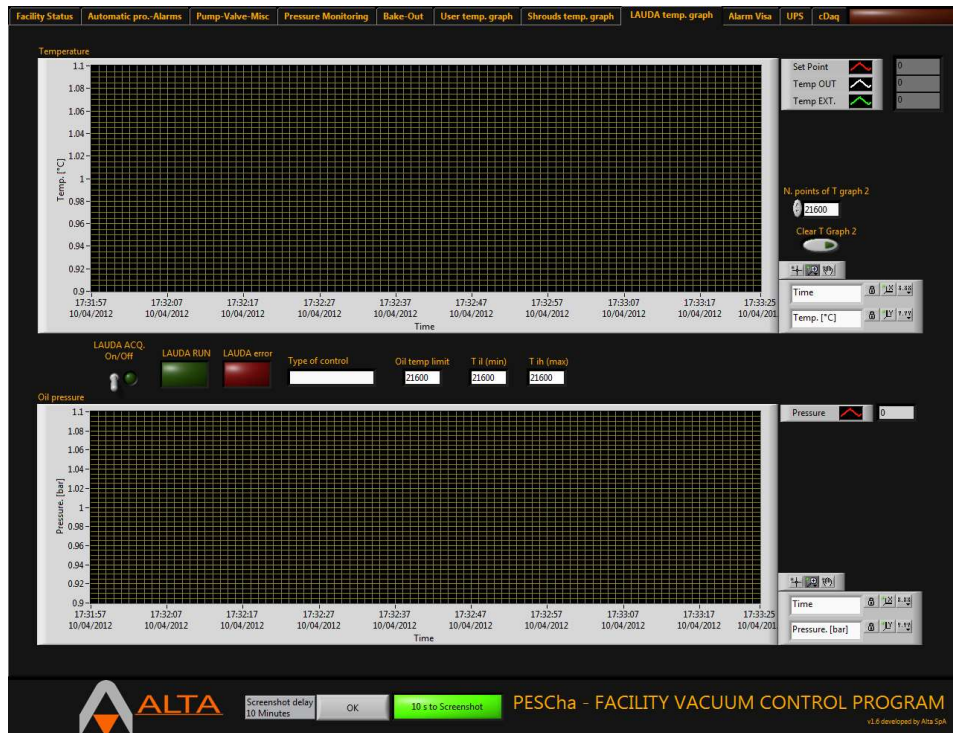 Facility Status Automatic pro.-Alarms Pump-Valve-Misc Pressure Monitoring Bake-Out User temp. graph Shrouds temp. graph LAUDA temp. graph Alarm Visa UPS cDaq
Temperature
1.1
1.08
1.06
1.04
1.02
1
0.98
0.96
0.94
0.92
0.9
Temp. [°C]
17:31:57 17:32:07 17:32:17 17:32:27 17:32:37 17:32:47 17:32:57 17:33:07 17:33:17 17:33:25
10/04/2012 10/04/2012 10/04/2012 10/04/2012 10/04/2012 10/04/2012 10/04/2012 10/04/2012 10/04/2012 10/04/201
Time
Set Point 0
Temp OUT 0
Temp EXT. 0
N. points of T graph 2
21600
Clear T Graph 2
Time
Temp. [°C]
LAUDA ACQ.
On/Off
LAUDA RUN
LAUDA error
Type of control
Oil temp limit
21600
T il (min)
21600
T ih (max)
21600
Oil pressure
1.1
1.08
1.06
1.04
1.02
1
0.98
0.96
0.94
0.92
0.9
Pressure. [bar]
17:31:57 17:32:07 17:32:17 17:32:27 17:32:37 17:32:47 17:32:57 17:33:07 17:33:17 17:33:25
10/04/2012 10/04/2012 10/04/2012 10/04/2012 10/04/2012 10/04/2012 10/04/2012 10/04/2012 10/04/2012 10/04/201
Time
Pressure 0
Time
Pressure. [bar]
ALTA
Screenshot delay
10 Minutes
OK
10 s to Screenshot
PESCha - FACILITY VACUUM CONTROL PROGRAM
v1.6 developed by Alta SpA